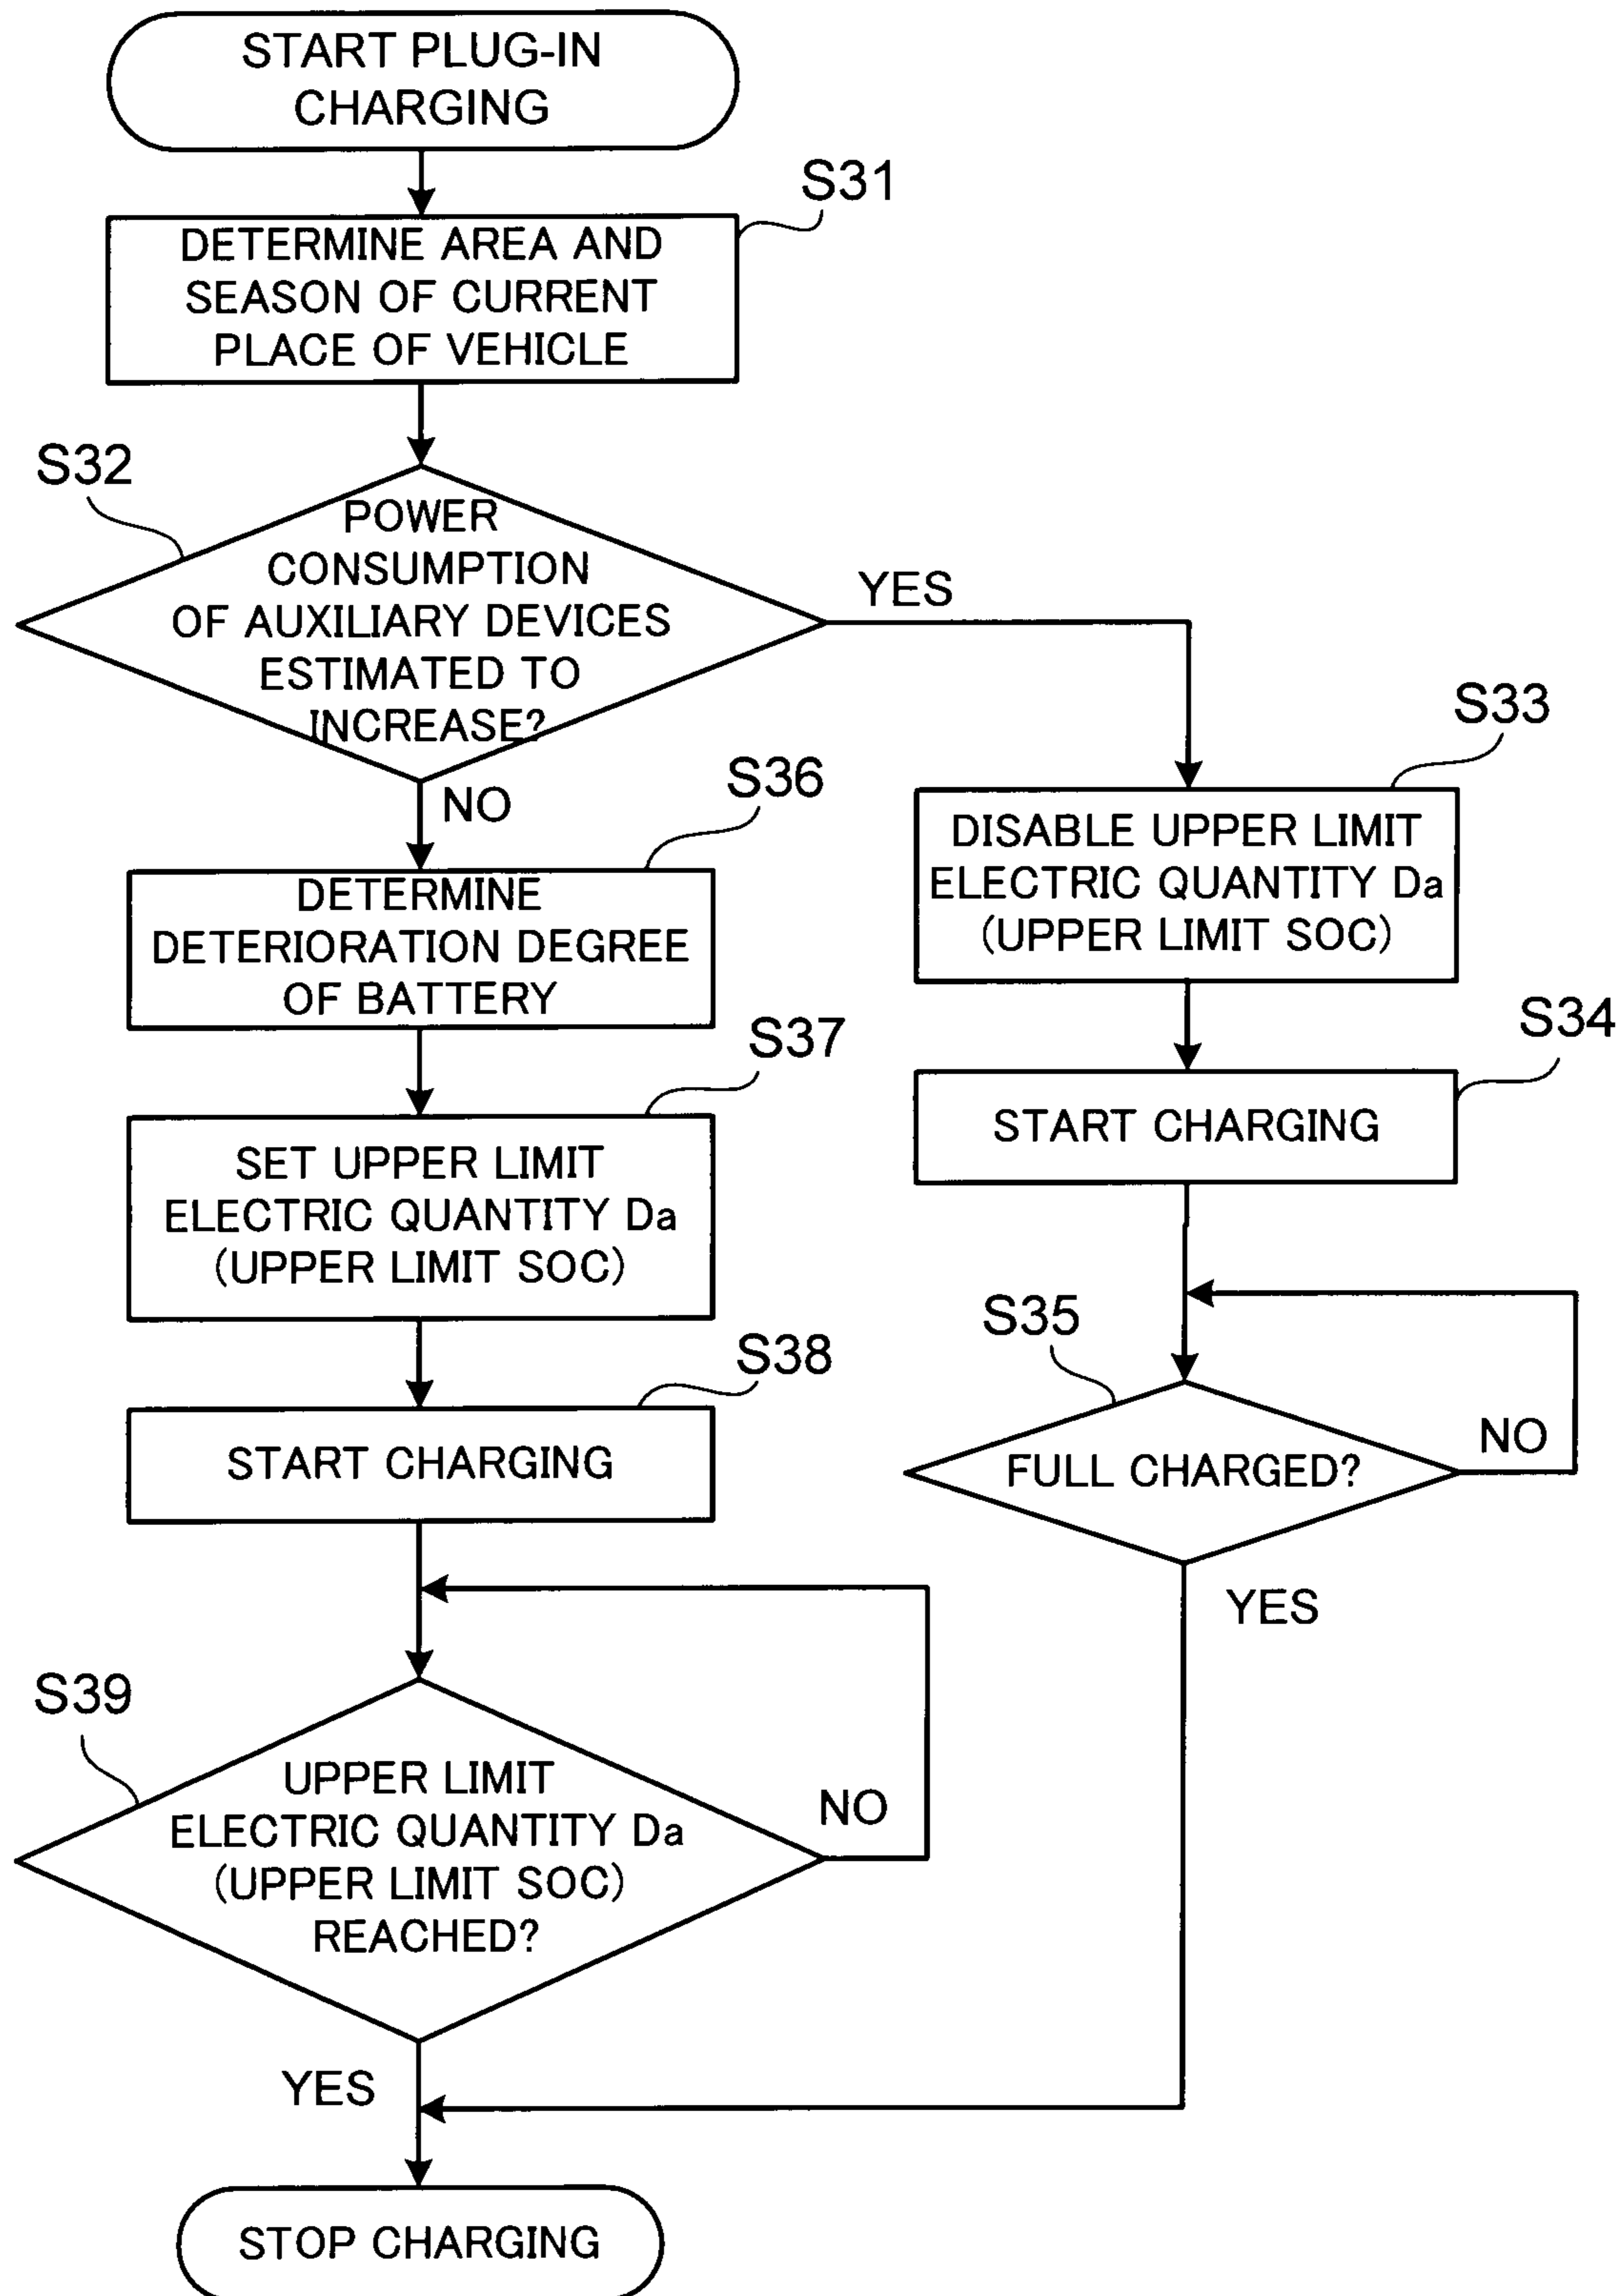 START PLUG-IN
CHARGING
S31
DETERMINE AREA AND
SEASON OF CURRENT
PLACE OF VEHICLE
S32
POWER
CONSUMPTION
OF AUXILIARY DEVICES
ESTIMATED TO
INCREASE?
YES
NO
S33
DISABLE UPPER LIMIT
ELECTRIC QUANTITY Da
(UPPER LIMIT SOC)
S34
START CHARGING
S35
FULL CHARGED?
NO
YES
S36
DETERMINE
DETERIORATION DEGREE
OF BATTERY
S37
SET UPPER LIMIT
ELECTRIC QUANTITY Da
(UPPER LIMIT SOC)
S38
START CHARGING
S39
UPPER LIMIT
ELECTRIC QUANTITY Da
(UPPER LIMIT SOC)
REACHED?
NO
YES
STOP CHARGING